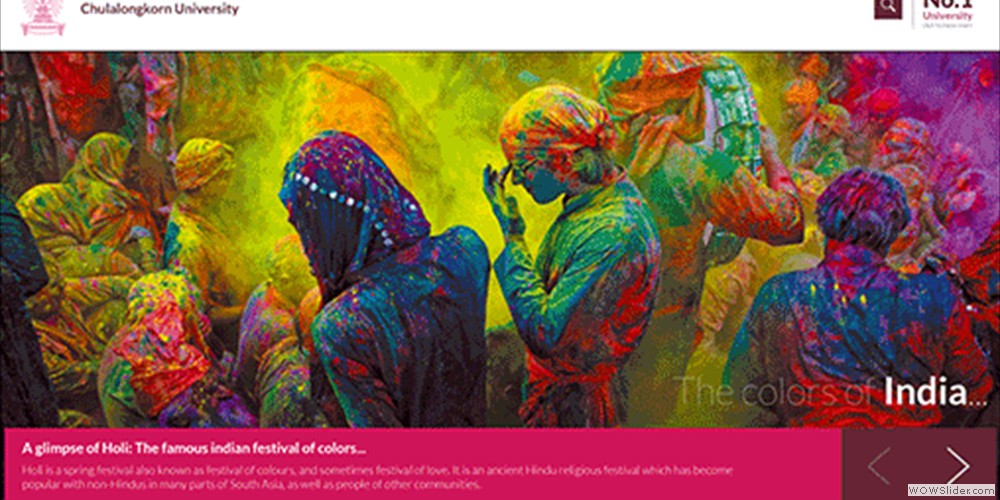 Chulalongkorn University
No.1
University
The colors of India...
A glimpse of Holi: The famous indian festival of colors...
Holi is a spring festival also known as festival of colours, and sometimes festival of love. It is an ancient Hindu religious festival which has become
popular with non-Hindus in many parts of South Asia, as well as people of other communities.
WOWSlider.com